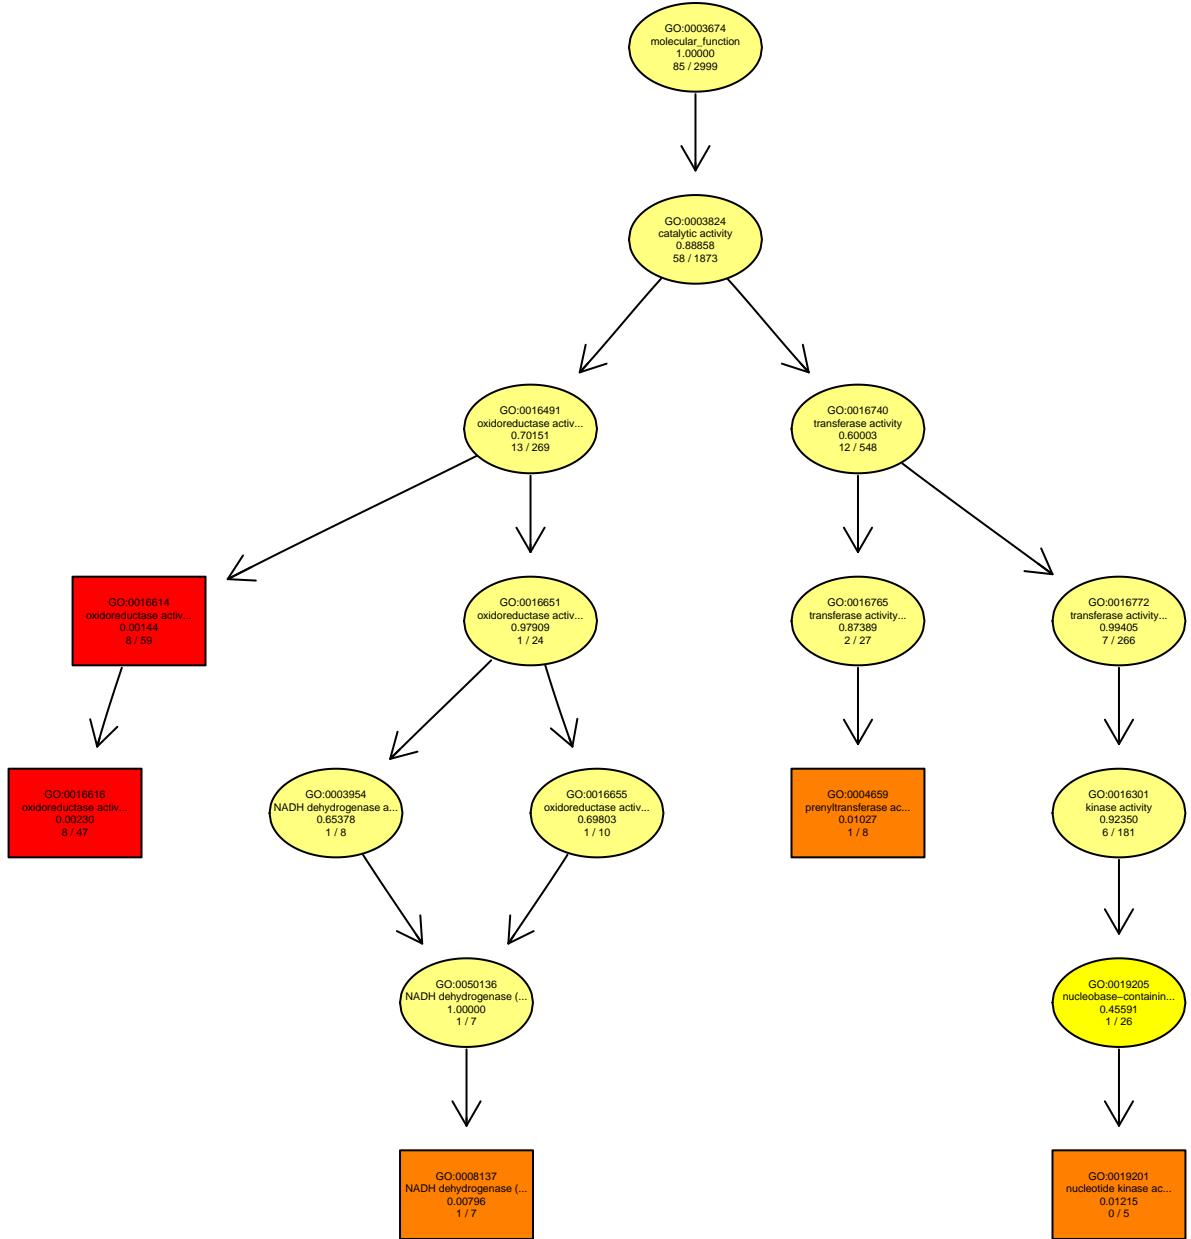 GO:0003674
molecular_function
1.00000
85 / 2999
GO:0003824
catalytic activity
0.88858
58 / 1873
GO:0016491
oxidoreductase activ...
0.70151
13 / 269
GO:0016740
transferase activity
0.60003
12 / 548
GO:0016614
oxidoreductase activ...
0.00144
8 / 59
GO:0016651
oxidoreductase activ...
0.97909
1 / 24
GO:0016765
transferase activity...
0.87389
2 / 27
GO:0016772
transferase activity...
0.99405
7 / 266
GO:0016616
oxidoreductase activ...
0.00230
8 / 47
GO:0003954
NADH dehydrogenase a...
0.65378
1 / 8
GO:0016655
oxidoreductase activ...
0.69803
1 / 10
GO:0004659
prenyltransferase ac...
0.01027
1 / 8
GO:0016301
kinase activity
0.92350
6 / 181
GO:0050136
NADH dehydrogenase (...
1.00000
1 / 7
GO:0019205
nucleobase−containin...
0.45591
1 / 26
GO:0008137
NADH dehydrogenase (...
0.00796
1 / 7
GO:0019201
nucleotide kinase ac...
0.01215
0 / 5